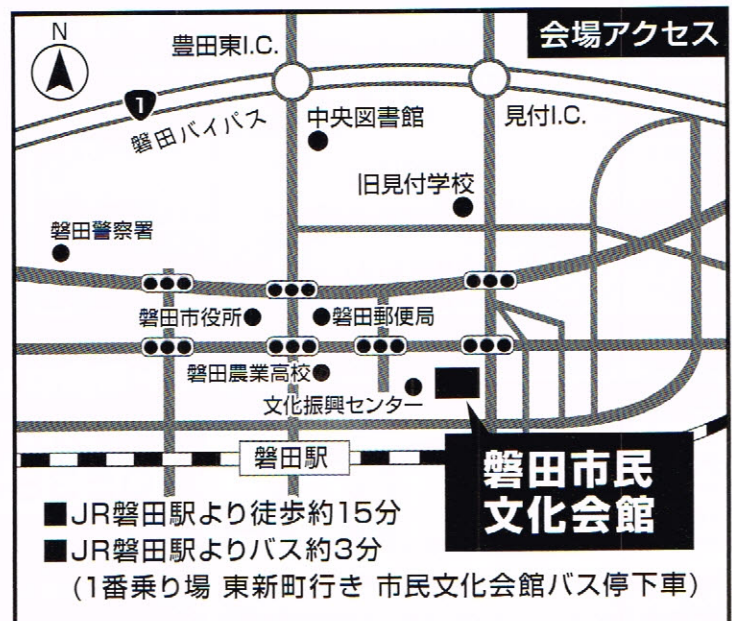 会場アクセス
N
豊田東I.C.
1
磐田バイパス
中央図書館
見付I.C.
旧見付学校
磐田警察署
磐田市役所
磐田郵便局
磐田農業高校
文化振興センター
磐田駅
磐田市民
文化会館
■JR磐田駅より徒歩約15分
■JR磐田駅よりバス約3分
(1番乗り場 東新町行き 市民文化会館バス停下車)